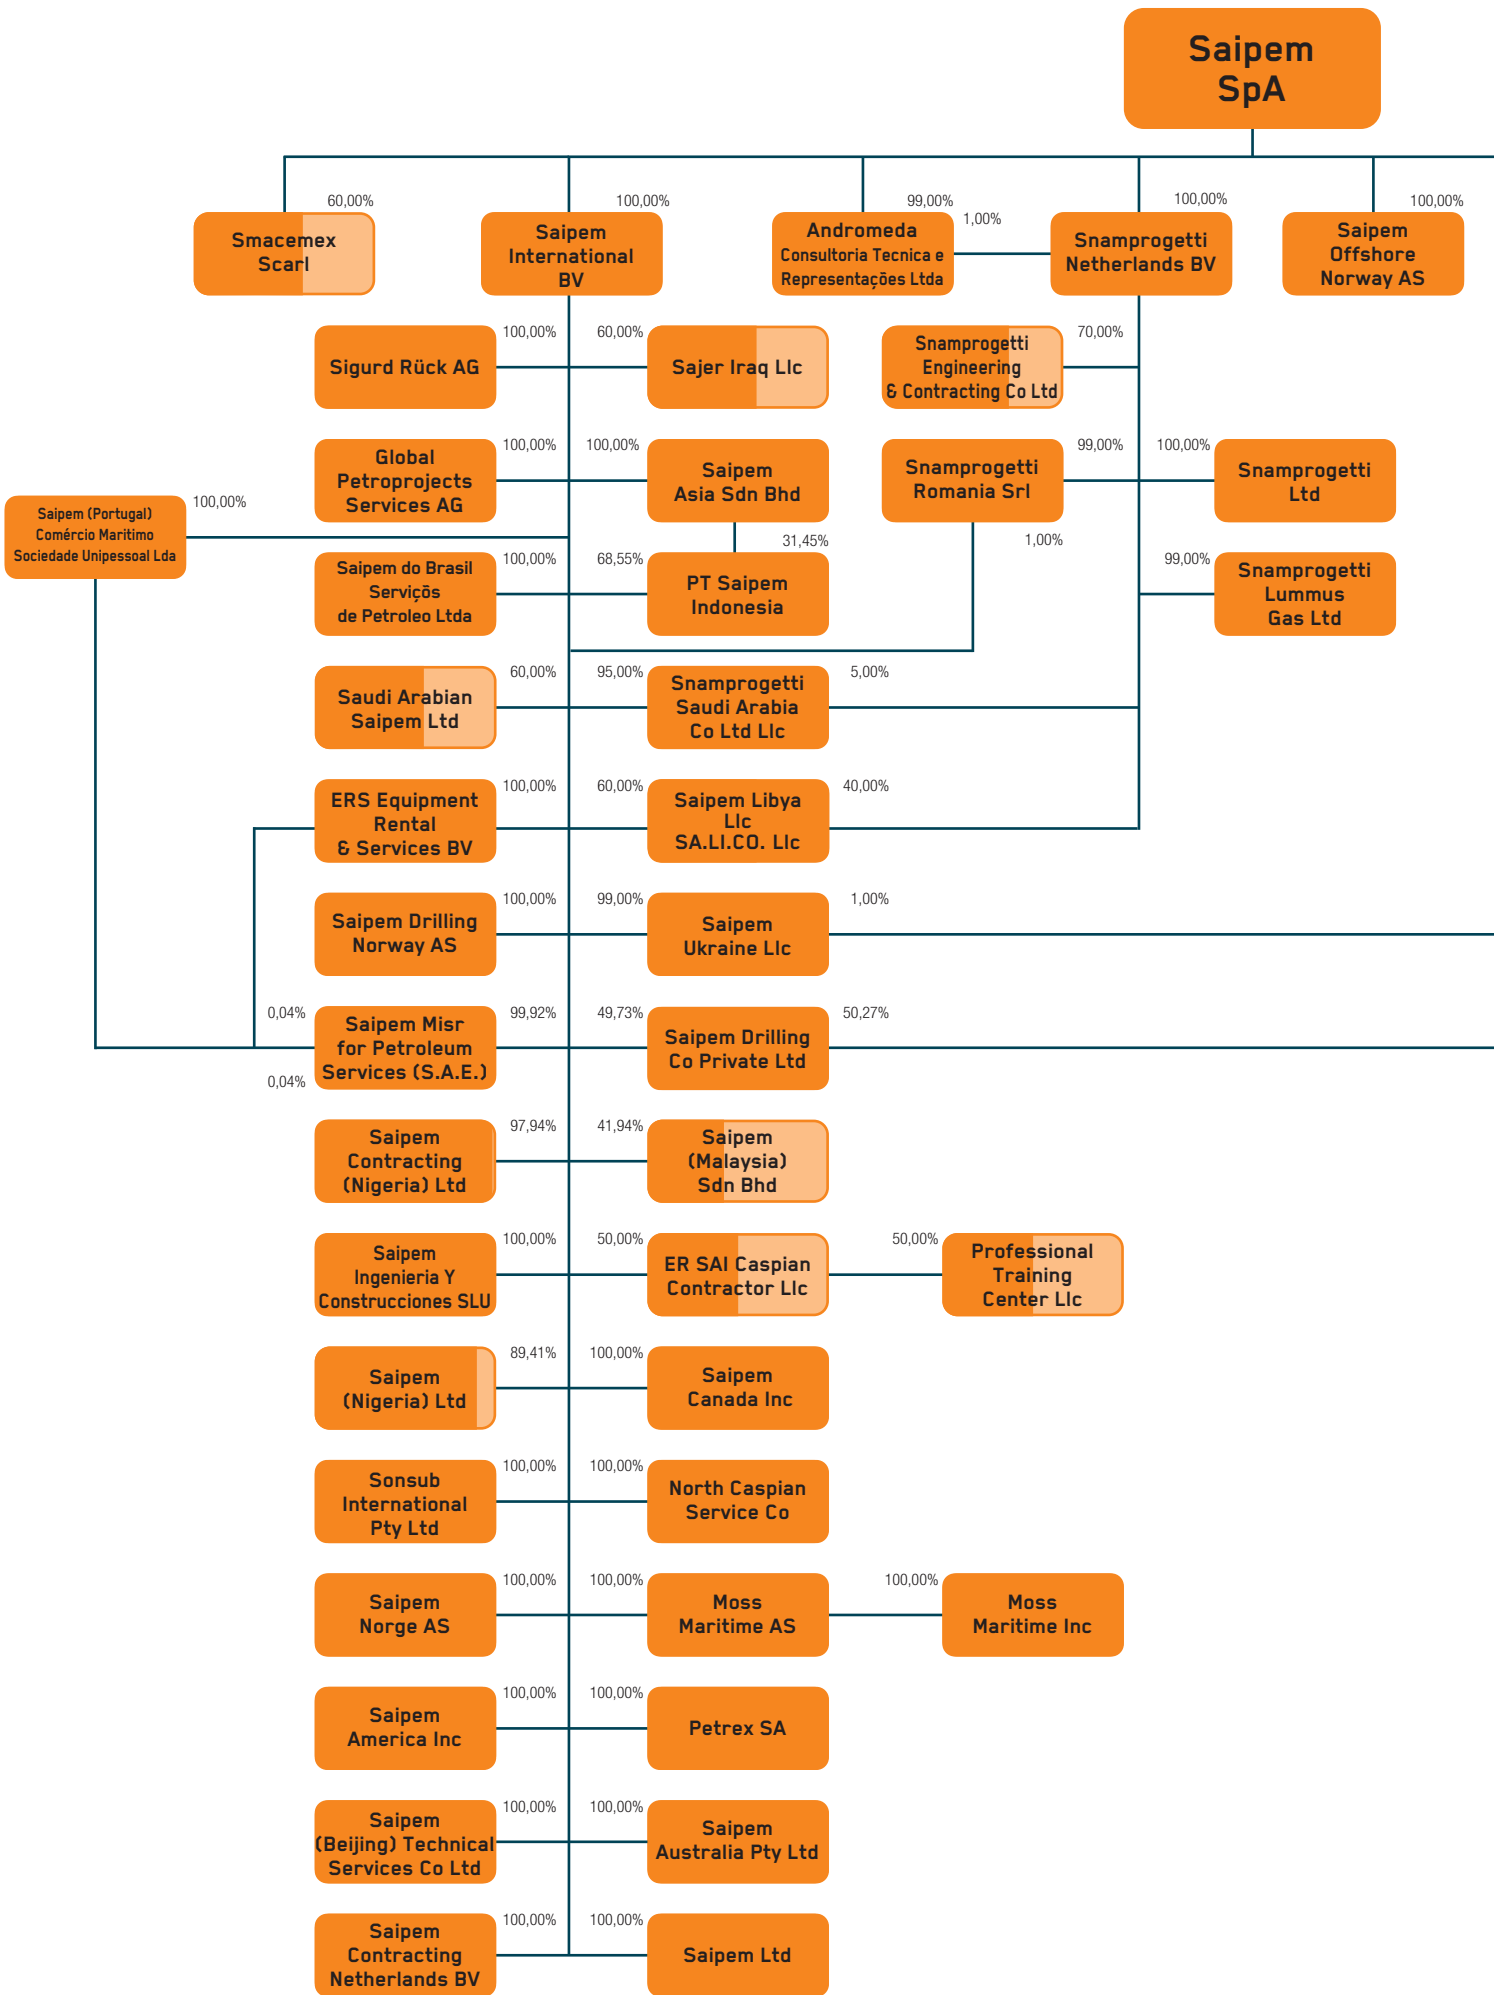 Saipem
SpA
60,00%
100,00%
99,00%
1,00%
100,00%
100,00%
Smacemex
Scarl
Saipem
International
BV
Andromeda
Consultoria Tecnica e
Representações Ltda
Snamprogetti
Netherlands BV
Saipem
Offshore
Norway AS
100,00%
60,00%
70,00%
Sigurd Rück AG
Sajer Iraq Llc
Snamprogetti
Engineering
& Contracting Co Ltd
100,00%
100,00%
99,00%
100,00%
Global
Petroprojects
Services AG
Saipem
Asia Sdn Bhd
Snamprogetti
Romania Srl
Snamprogetti
Ltd
100,00%
Saipem (Portugal)
Comércio Maritimo
Sociedade Unipessoal Lda
31,45%
1,00%
100,00%
68,55%
99,00%
Saipem do Brasil
Serviçõs
de Petroleo Ltda
PT Saipem
Indonesia
Snamprogetti
Lummus
Gas Ltd
60,00%
95,00%
5,00%
Saudi Arabian
Saipem Ltd
Snamprogetti
Saudi Arabia
Co Ltd Llc
100,00%
60,00%
40,00%
ERS Equipment
Rental
& Services BV
Saipem Libya
Llc
SA.LI.CO. Llc
100,00%
99,00%
1,00%
Saipem Drilling
Norway AS
Saipem
Ukraine Llc
0,04%
99,92%
49,73%
50,27%
Saipem Misr
for Petroleum
Services (S.A.E.)
Saipem Drilling
Co Private Ltd
0,04%
97,94%
41,94%
Saipem
Contracting
(Nigeria) Ltd
Saipem
(Malaysia)
Sdn Bhd
100,00%
50,00%
50,00%
Saipem
Ingenieria Y
Construcciones SLU
ER SAI Caspian
Contractor Llc
Professional
Training
Center Llc
89,41%
100,00%
Saipem
(Nigeria) Ltd
Saipem
Canada Inc
100,00%
100,00%
Sonsub
International
Pty Ltd
North Caspian
Service Co
100,00%
100,00%
100,00%
Saipem
Norge AS
Moss
Maritime AS
Moss
Maritime Inc
100,00%
100,00%
Saipem
America Inc
Petrex SA
100,00%
100,00%
Saipem
(Beijing) Technical
Services Co Ltd
Saipem
Australia Pty Ltd
100,00%
100,00%
Saipem
Contracting
Netherlands BV
Saipem Ltd